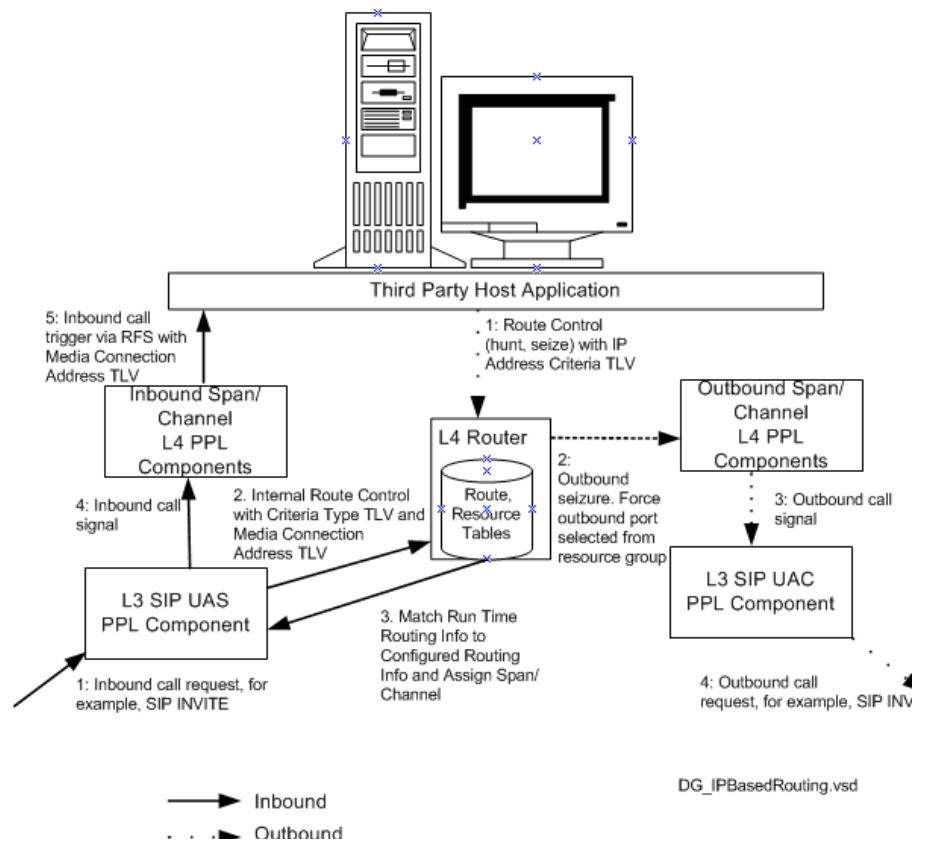 Third Party Host Application
5: Inbound call
trigger via RFS with
Media Connection
Address TLV
1: Route Control
(hunt, seize) with IP
Address Criteria TLV
Inbound Span/
Channel
L4 PPL
Components
L4 Router
Route,
Resource
Tables
Outbound Span/
Channel
L4 PPL
Components
4: Inbound call
signal
2. Internal Route Control
with Criteria Type TLV and
Media Connection
Address TLV
2:
Outbound
seizure. Force
outbound port
selected from
resource group
3: Outbound call
signal
L3 SIP UAS
PPL Component
L3 SIP UAC
PPL Component
3. Match Run Time
Routing Info to
Configured Routing
Info and Assign Span/
Channel
1: Inbound call request, for
example, SIP INVITE
4: Outbound call
request, for example, SIP INV
DG_IPBasedRouting.vsd
Inbound
Outbound